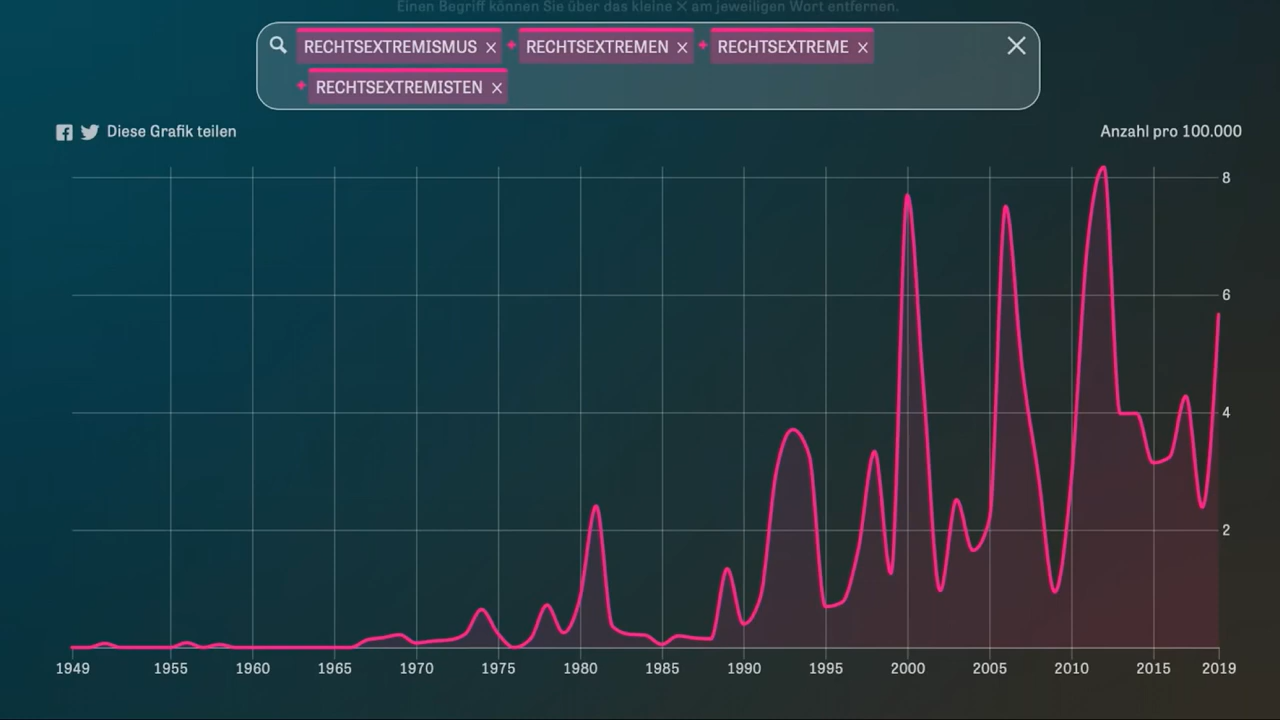 Einen Begriff können Sie über das kleine × am jeweiligen Wort entfernen.
RECHTSEXTREMISMUS × + RECHTSEXTREMEN × + RECHTSEXTREME × ×
+ RECHTSEXTREMISTEN ×
Diese Grafik teilen
Anzahl pro 100.000
8
6
4
2
1949 1955 1960 1965 1970 1975 1980 1985 1990 1995 2000 2005 2010 2015 2019